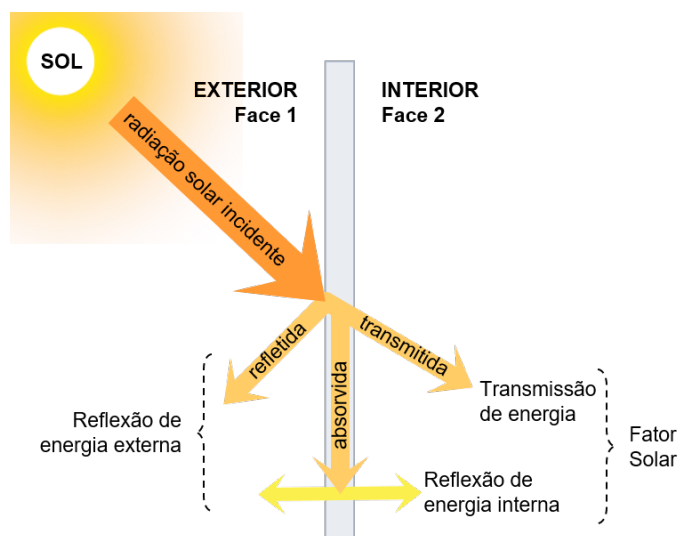 SOL
EXTERIOR
Face 1
INTERIOR
Face 2
radiação solar incidente
refletida
absorvida
transmitida
Reflexão de
energia externa
Transmissão
de energia
Reflexão de
energia interna
Fator
Solar